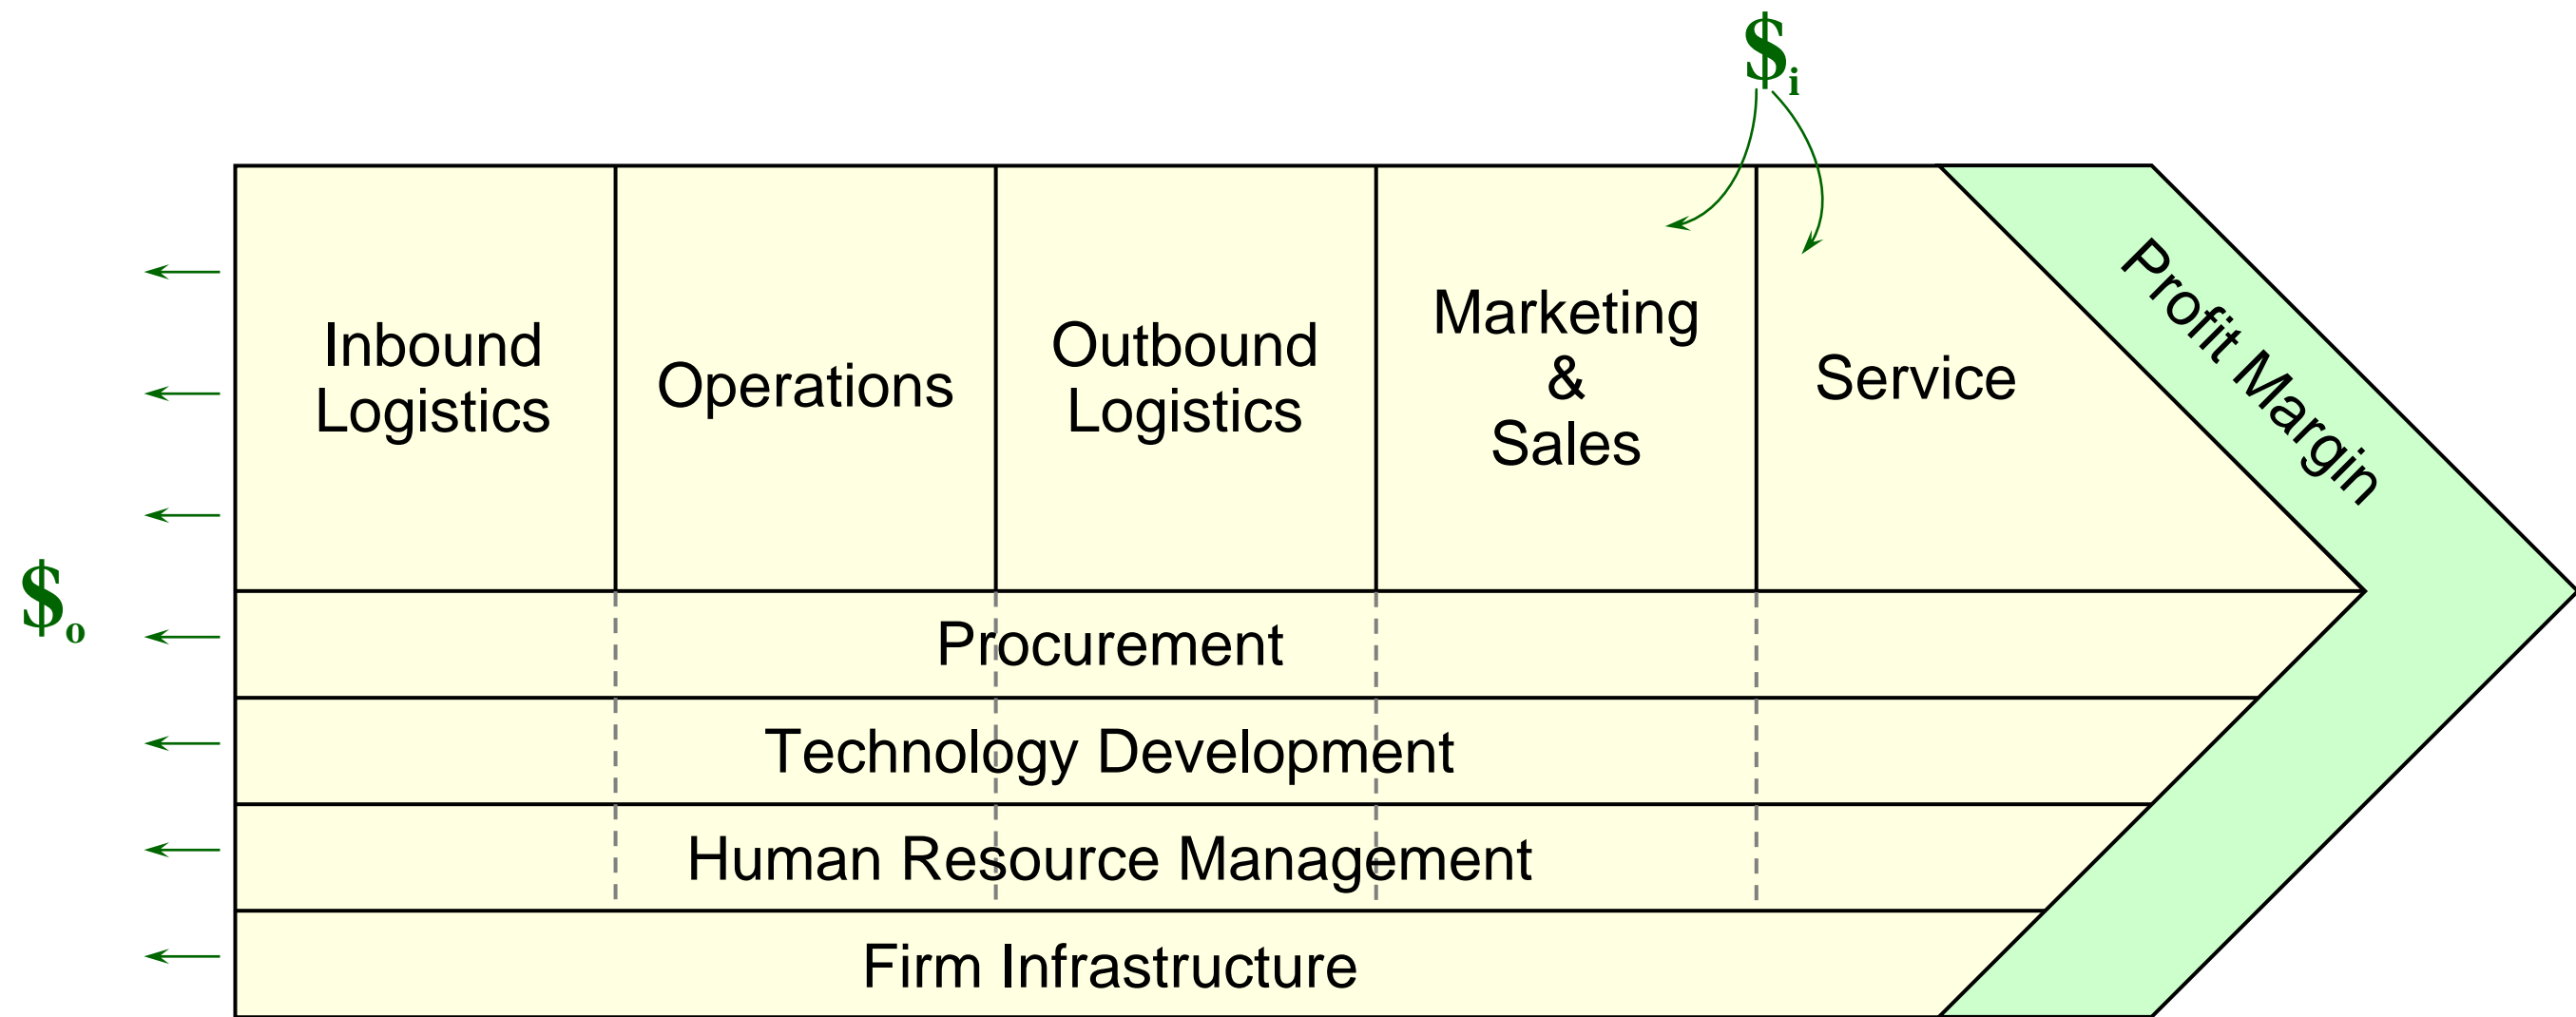 $i
Inbound
Logistics
Operations
Outbound
Logistics
Marketing
&
Sales
Service
Profit Margin
$o
Procurement
Technology Development
Human Resource Management
Firm Infrastructure